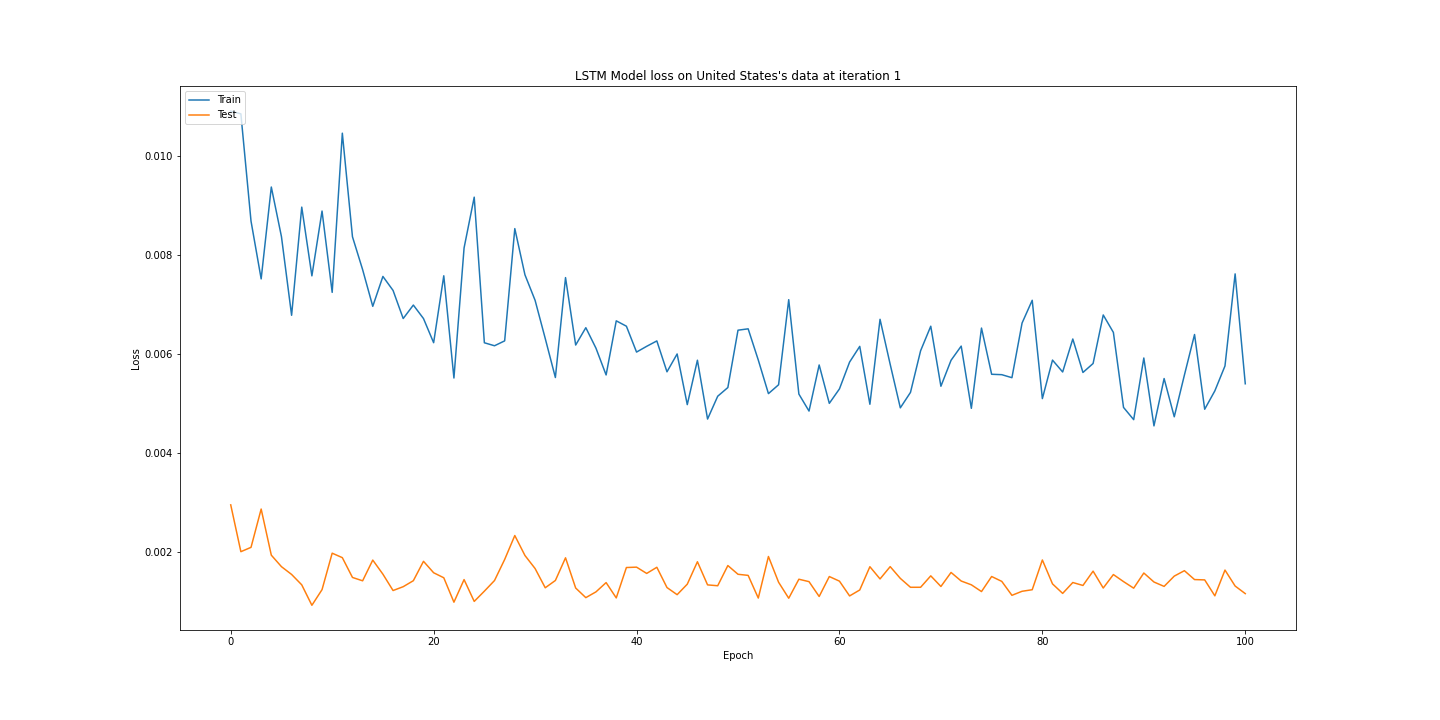 LSTM Model loss on United States's data at iteration 1
Train
Test
0.010
0.008
0.006
0.004
0.002
Loss
0 20 40 60 80 100
Epoch